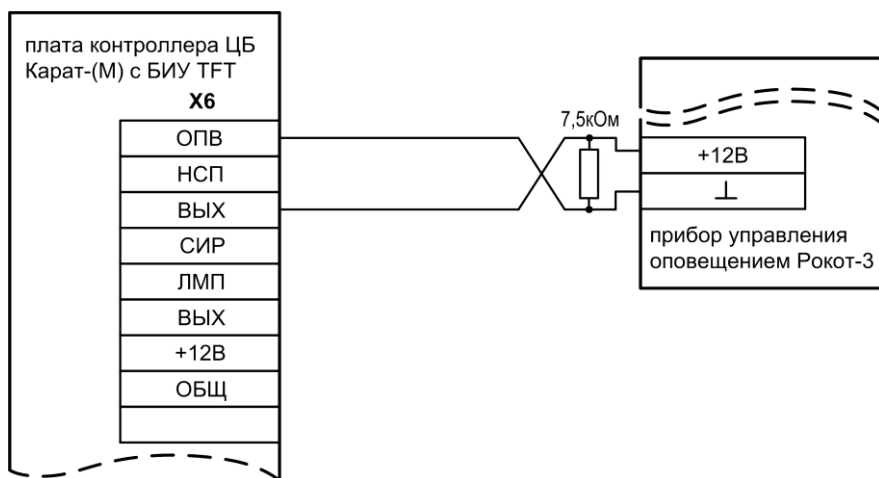 плата контроллера ЦБ
Карат-(М) с БИУ TFT
X6
ОПВ
НСП
ВЫХ
СИР
ЛМП
ВЫХ
+12В
ОБЩ
7,5кОм
+12В
⊥
прибор управления
оповещением Рокот-3